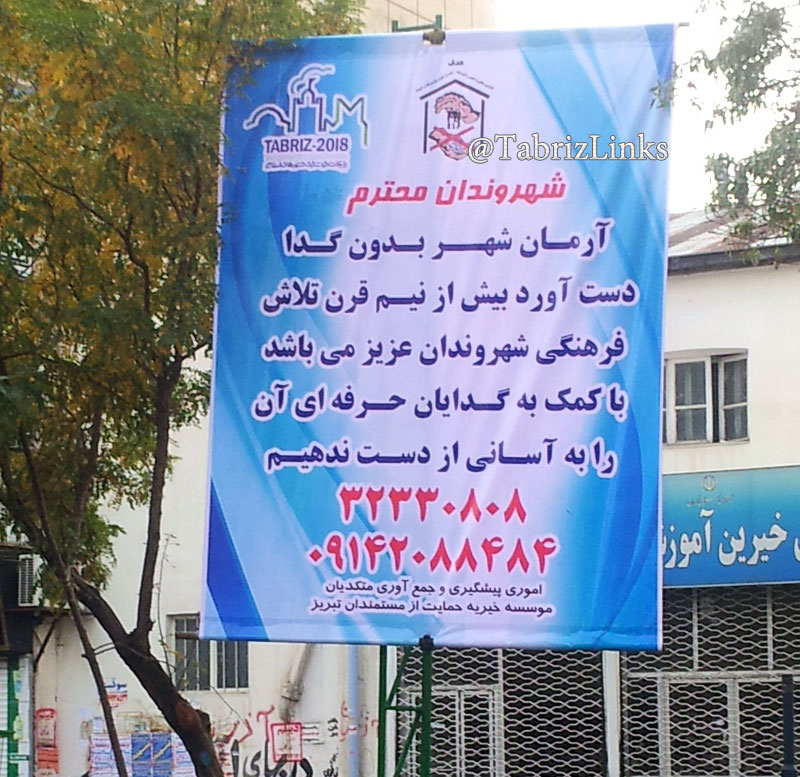 هدف
TABRIZ-2018
@TabrizLinks
شهروندان محترم
آرمان شهر بدون گدا
دست آورد بیش از نیم قرن تلاش
فرهنگی شهروندان عزیز می باشد
با کمک به گدایان حرفه ای آن
را به آسانی از دست ندهیم
۳۲۳۳۰۸۰۸
۰۹۱۴۲۰۸۸۴۸۴
اموری پیشگیری و جمع آوری متکدیان
موسسه خیریه حمایت از مستمندان تبریز
خیرین آموزش